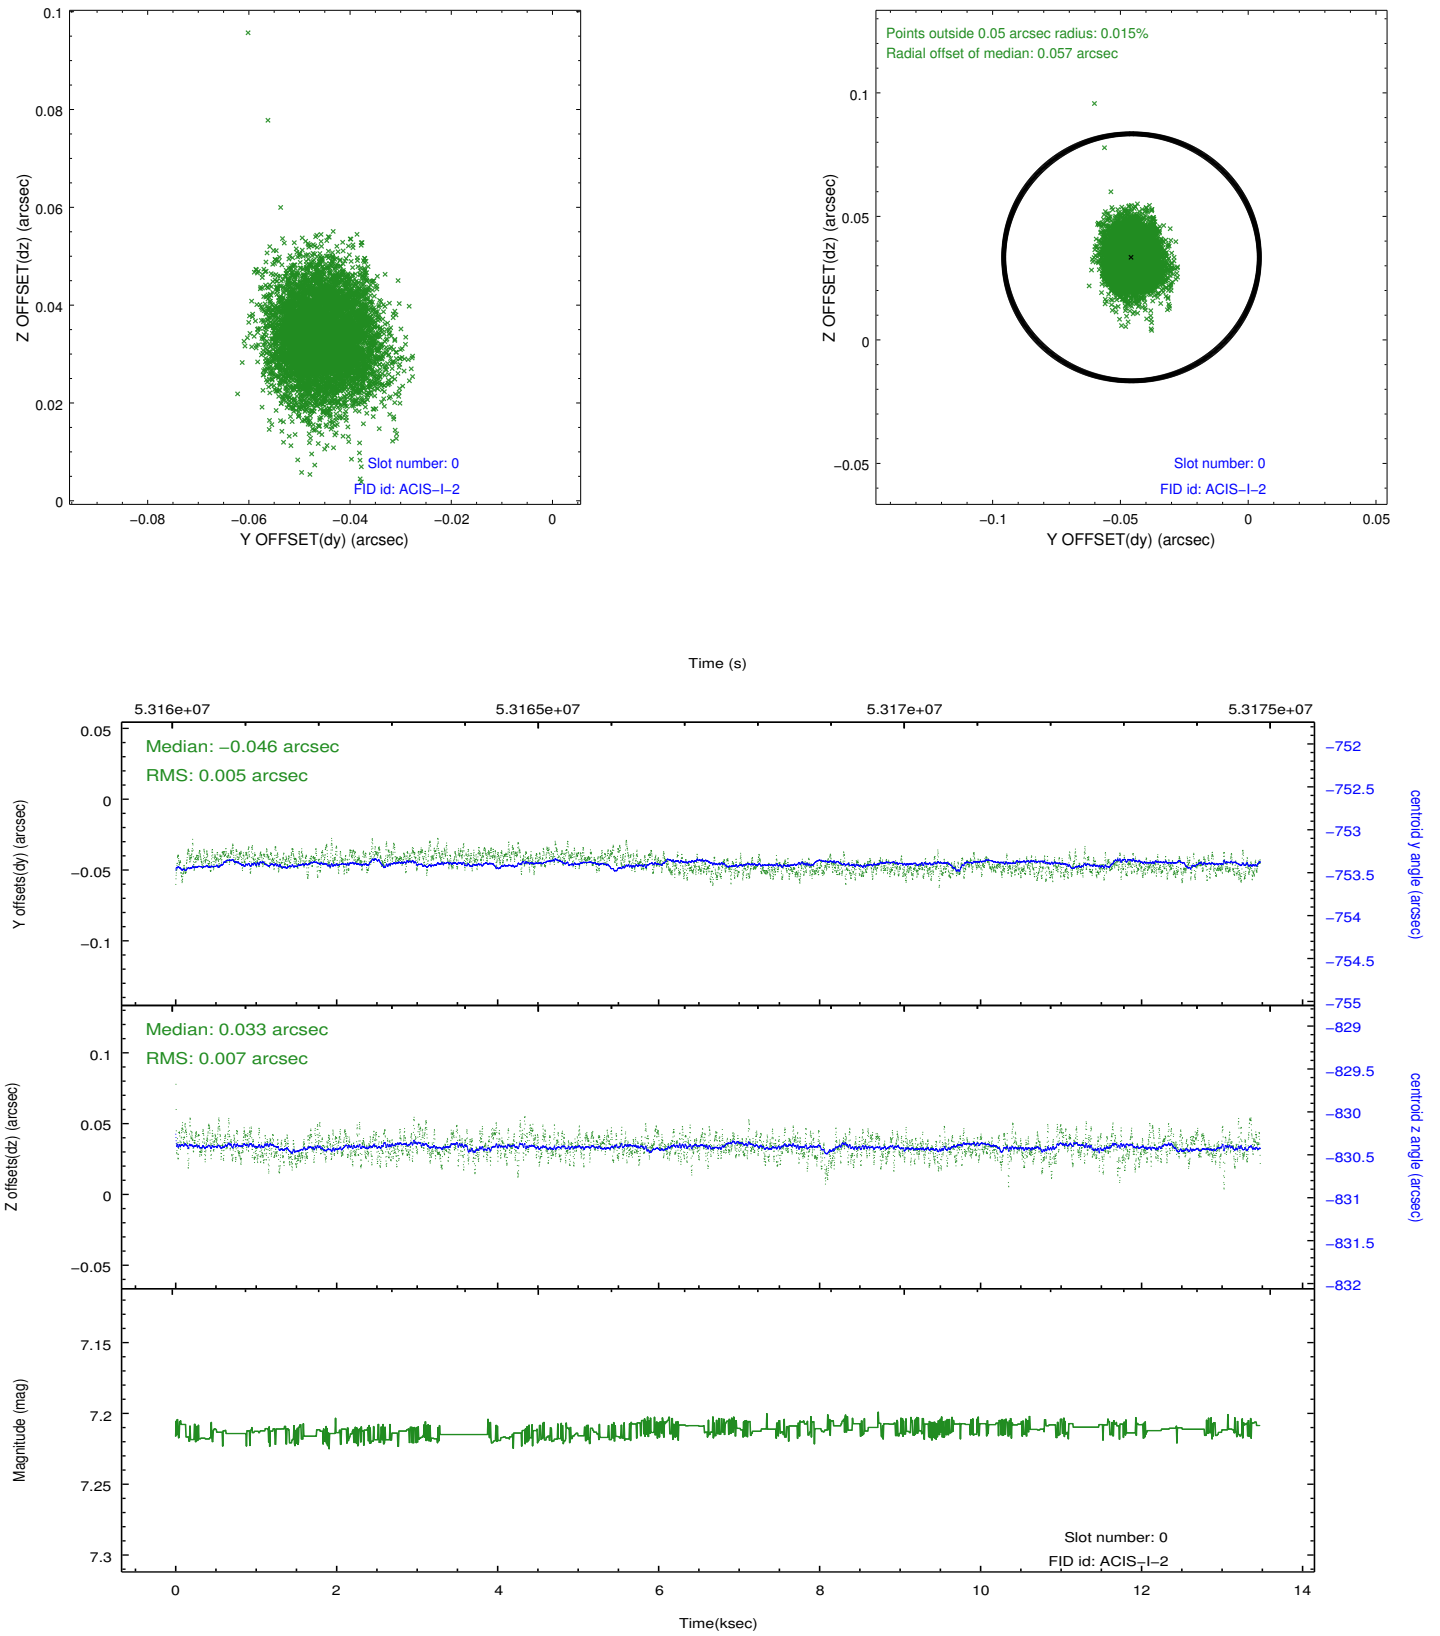 0.1
0.08
0.06
0.04
0.02
0
−0.08
−0.06
−0.04
−0.02
0
Z OFFSET(dz) (arcsec)
Y OFFSET(dy) (arcsec)
Slot number: 0
FID id: ACIS−I−2
Points outside 0.05 arcsec radius: 0.015%
Radial offset of median: 0.057 arcsec
0.1
0.05
0
−0.05
−0.1
−0.05
0
0.05
Z OFFSET(dz) (arcsec)
Y OFFSET(dy) (arcsec)
Slot number: 0
FID id: ACIS−I−2
Time (s)
5.316e+07
5.3165e+07
5.317e+07
5.3175e+07
Median: −0.046 arcsec
RMS: 0.005 arcsec
0.05
0
−0.05
−0.1
Y offsets(dy) (arcsec)
−752
−752.5
−753
−753.5
−754
−754.5
−755
centroid y angle (arcsec)
Median: 0.033 arcsec
RMS: 0.007 arcsec
0.1
0.05
0
−0.05
Z offsets(dz) (arcsec)
−829
−829.5
−830
−830.5
−831
−831.5
−832
centroid z angle (arcsec)
7.15
7.2
7.25
7.3
Magnitude (mag)
Slot number: 0
FID id: ACIS−I−2
0
2
4
6
8
10
12
14
Time(ksec)